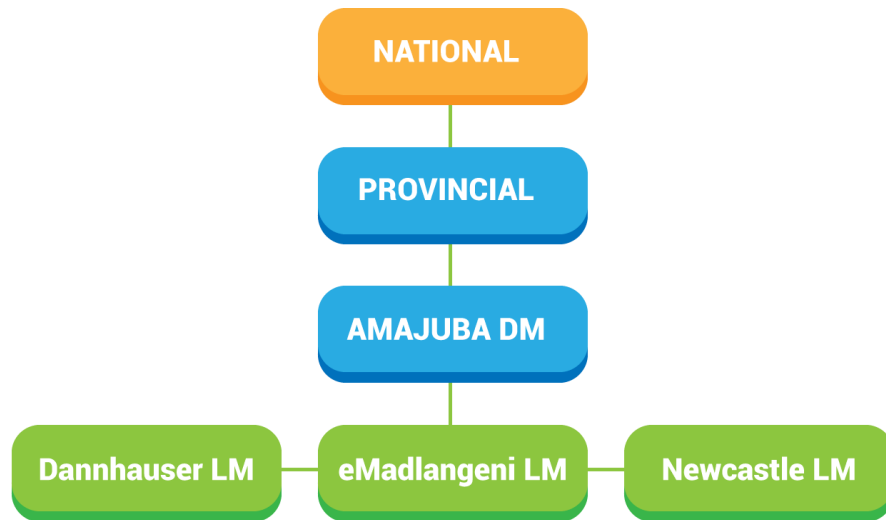 NATIONAL
PROVINCIAL
AMAJUBA DM
Dannhauser LM
eMadlangeni LM
Newcastle LM